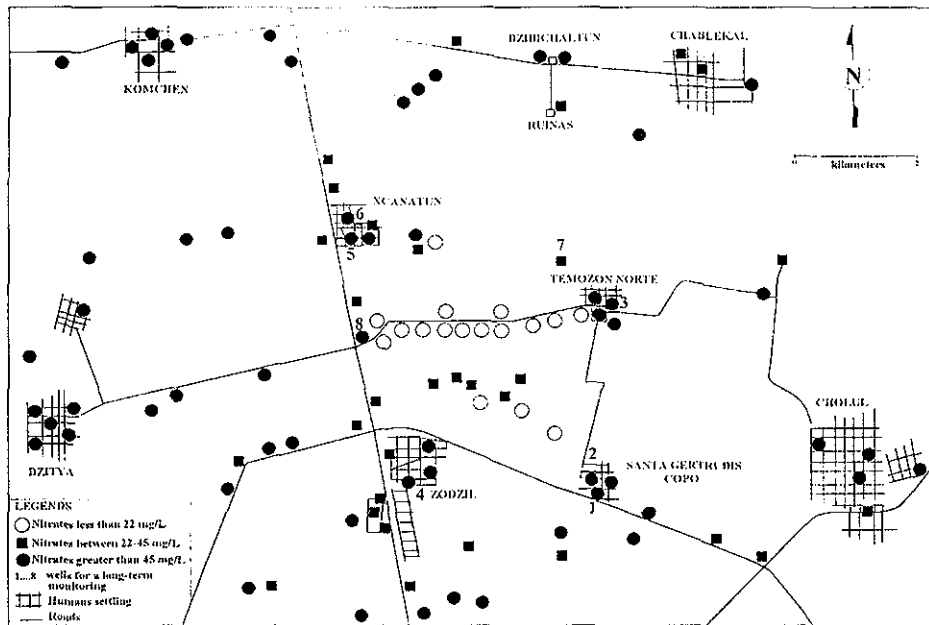 DZIBICHALTUN
CHABLEKAL
KOMCHEN
N
RUINAS
0
kilometers
XCANATUN
6
5
7
TEMOZON NORTE
3
8
CHOLUL
2
SANTA GERTRUDIS
COPO
DZITYA
4 ZODZIL
1
LEGENDS
Nitrates less than 22 mg/L
Nitrates between 22-45 mg/L
Nitrates greater than 45 mg/L
1....8 wells for a long-term
monitoring
Humans settling
Roads